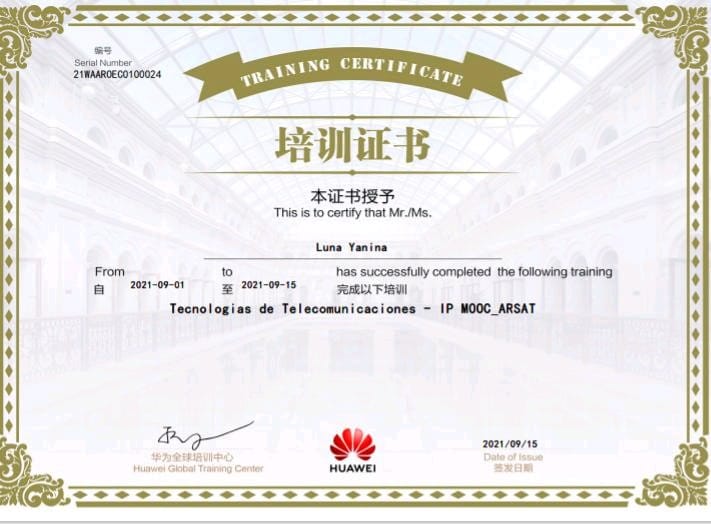 编号
Serial Number
21WAAROEC0100024
TRAINING CERTIFICATE
培训证书
本证书授予
This is to certify that Mr./Ms.
Luna Yanina
From 2021-09-01 to 2021-09-15 has successfully completed the following training
自 至 完成以下培训
Tecnologias de Telecomunicaciones - IP MOOC_ARSAT
华为全球培训中心
Huawei Global Training Center
HUAWEI
2021/09/15
Date of Issue
签发日期